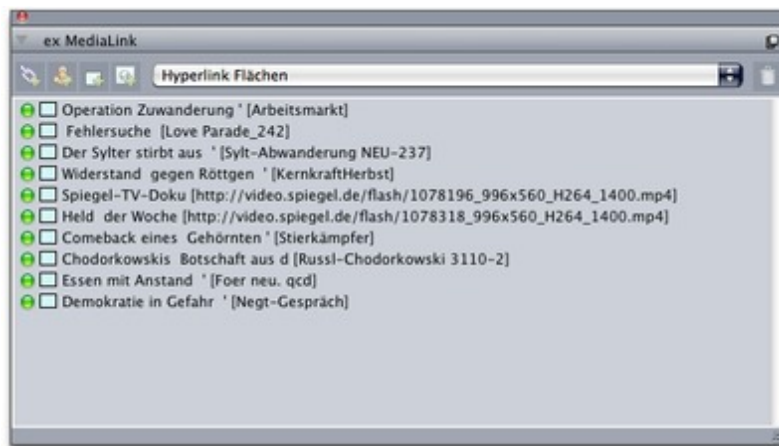 ex MediaLink
Hyperlink Flächen
Operation Zuwanderung ' [Arbeitsmarkt]
Fehlersuche [Love Parade_242]
Der Sylter stirbt aus ' [Sylt-Abwanderung NEU-237]
Widerstand gegen Röttgen ' [KernkraftHerbst]
Spiegel-TV-Doku [http://video.spiegel.de/flash/1078196_996x560_H264_1400.mp4]
Held der Woche [http://video.spiegel.de/flash/1078318_996x560_H264_1400.mp4]
Comeback eines Gehörnten ' [Stierkämpfer]
Chodorkowskis Botschaft aus d [Russl-Chodorkowski 3110-2]
Essen mit Anstand ' [Foer neu. qcd]
Demokratie in Gefahr ' [Negt-Gespräch]